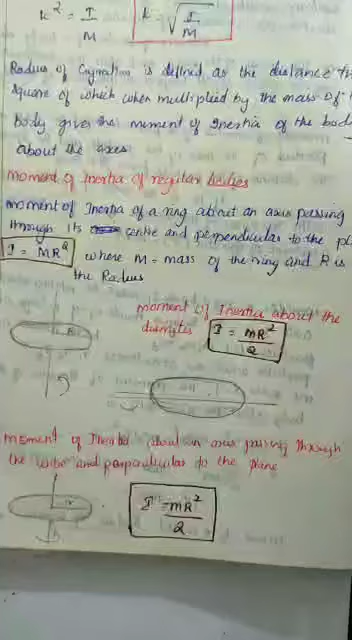 K² = I/M
K = √(I/M)
Radius of Gyration is defined as the distance the
square of which when multiplied by the mass of
body gives the moment of Inertia of the body
about the axes
moment of Inertia of regular bodies
moment of Inertia of a ring about an axis passing
through its centre and perpendicular to the
I = MR² where M = mass of the ring and R is
the Radius
moment of Inertia about the
I = mR²/2
moment of Inertia about an axis passing through
the and perpendicular to the plane
I = mR²/2